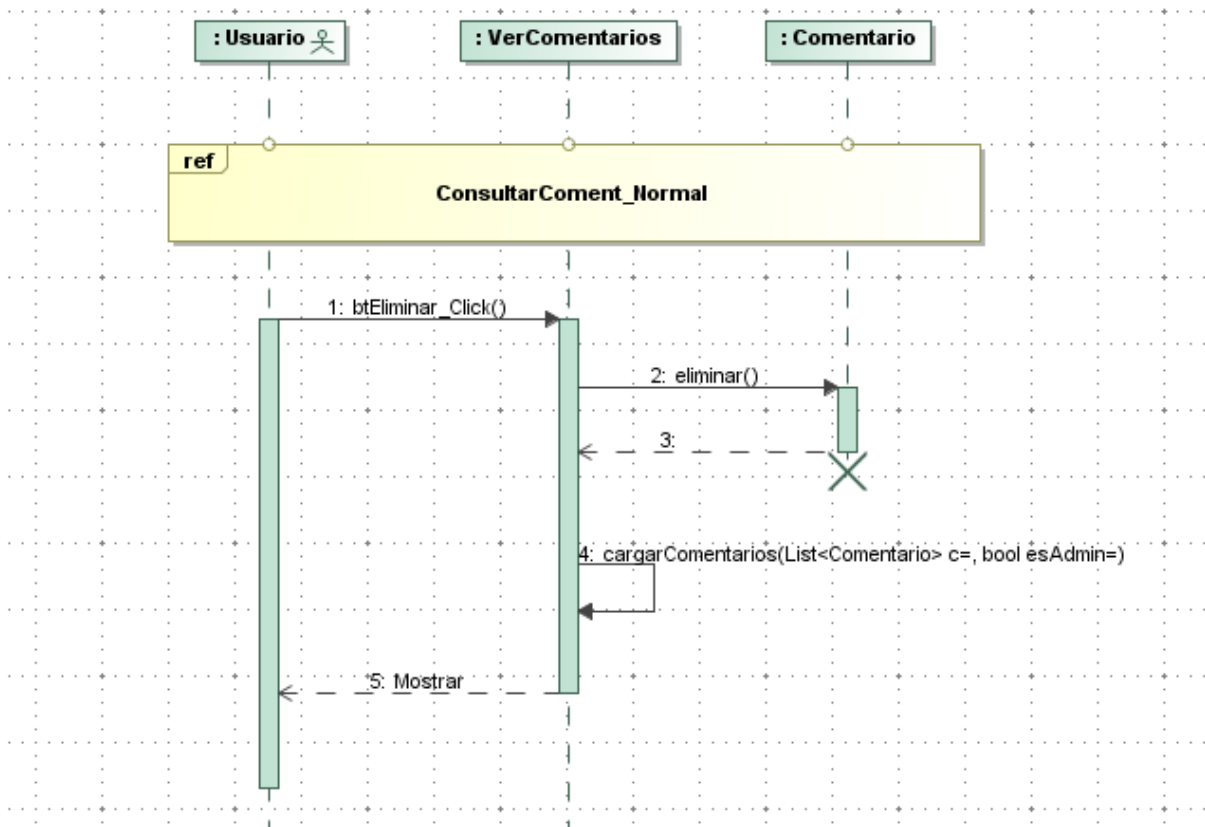 : Usuario
: VerComentarios
: Comentario
ref
ConsultarComent_Normal
1: btEliminar_Click()
2: eliminar()
3:
4: cargarComentarios(List<Comentario> c=, bool esAdmin=)
5: Mostrar